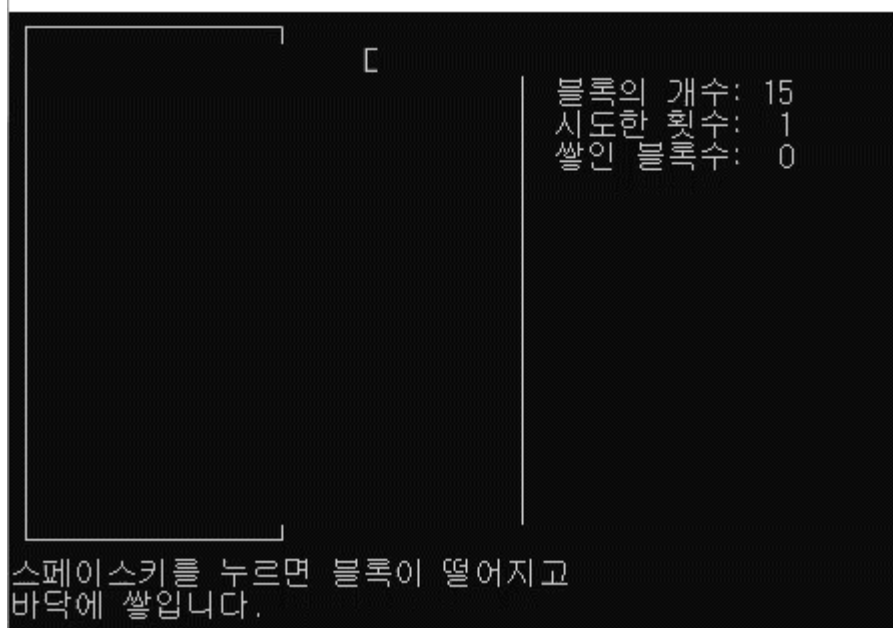 블록의 개수: 15
시도한 횟수: 1
쌓인 블록수: 0
스페이스키를 누르면 블록이 떨어지고
바닥에 쌓입니다.